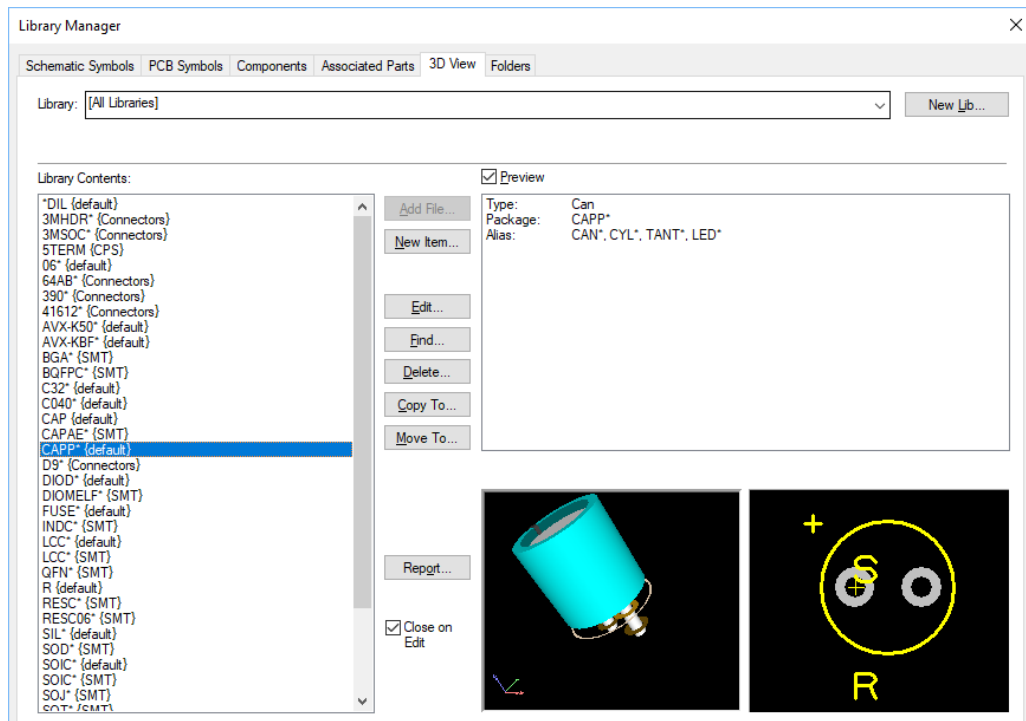 Library Manager
Schematic Symbols PCB Symbols Components Associated Parts 3D View Folders
Library: [All Libraries] New Lib...
Library Contents:
Preview
*DIL {default}
3MHDR* {Connectors}
3MSOC* {Connectors}
5TERM {CPS}
06* {default}
64AB* {Connectors}
390* {Connectors}
41612* {Connectors}
AVX-K50* {default}
AVX-KBF* {default}
BGA* {SMT}
BQFPC* {SMT}
C32* {default}
C040* {default}
CAP {default}
CAPAE* {SMT}
CAPP* {default}
D9* {Connectors}
DIOD* {default}
DIOMELF* {SMT}
FUSE* {default}
INDC* {SMT}
LCC* {default}
LCC* {SMT}
QFN* {SMT}
R {default}
RESC* {SMT}
RESC06* {SMT}
SIL* {default}
SOD* {SMT}
SOIC* {default}
SOIC* {SMT}
SOJ* {SMT}
SOT* {SMT}
Add File...
New Item...
Edit...
Find...
Delete...
Copy To...
Move To...
Report...
Close on
Edit
Type: Can
Package: CAPP*
Alias: CAN*, CYL*, TANT*, LED*
+
S
R